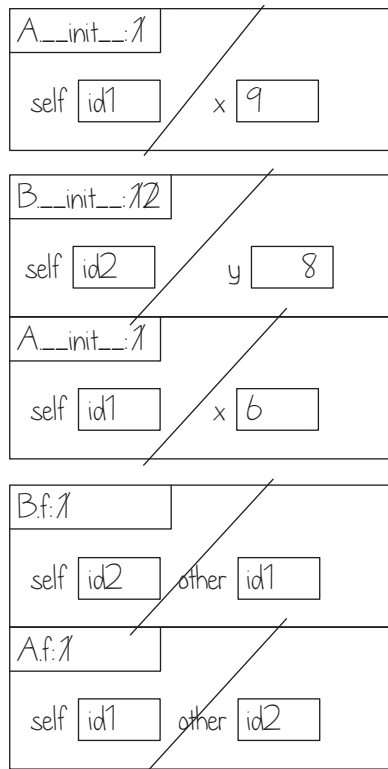 A.__init__:1
self id1 x 9
B.__init__:12
self id2 y 8
A.__init__:1
self id1 x 6
B.f:1
self id2 other id1
A.f:1
self id1 other id2